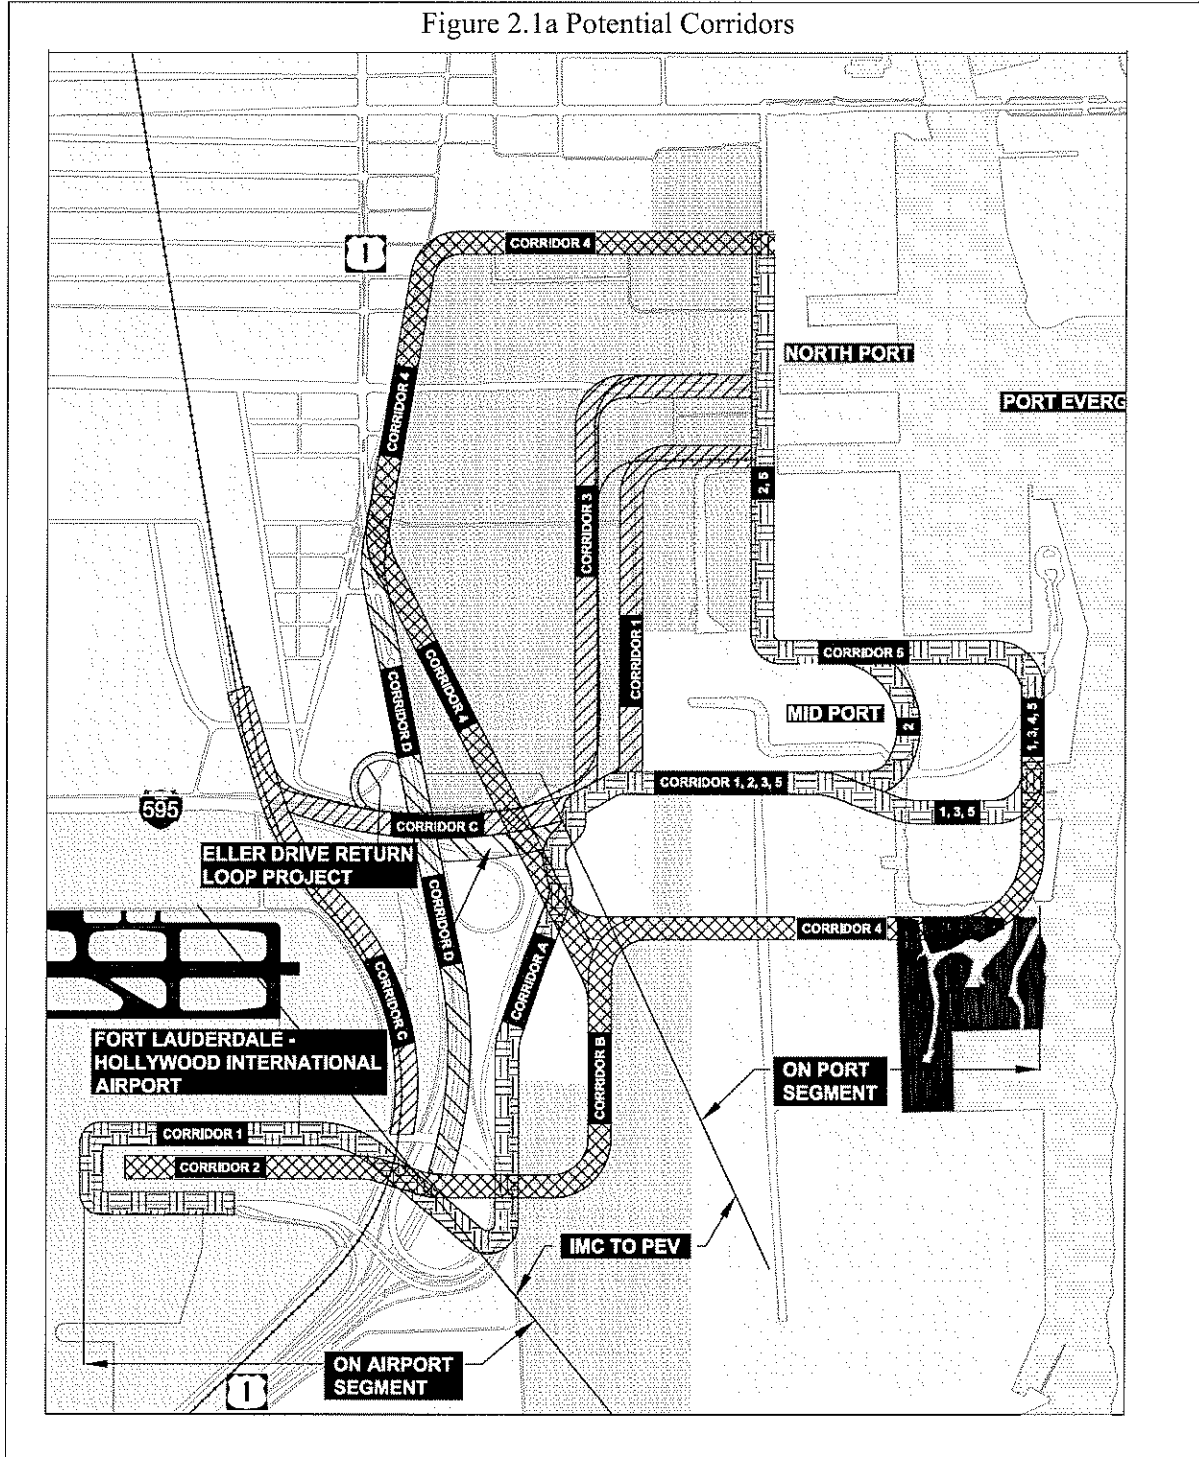 Figure 2.1a Potential Corridors
CORRIDOR 4
1
NORTH PORT
PORT EVERG
CORRIDOR 4
2, 5
CORRIDOR 3
CORRIDOR 1
CORRIDOR 4
CORRIDOR 5
CORRIDOR D
MID PORT
2
1, 3, 4, 5
CORRIDOR 1, 2, 3, 5
595
1, 3, 5
CORRIDOR C
ELLER DRIVE RETURN
LOOP PROJECT
CORRIDOR D
CORRIDOR 4
CORRIDOR A
CORRIDOR C
FORT LAUDERDALE -
HOLLYWOOD INTERNATIONAL
AIRPORT
CORRIDOR B
ON PORT
SEGMENT
CORRIDOR 1
CORRIDOR 2
IMC TO PEV
ON AIRPORT
SEGMENT
1